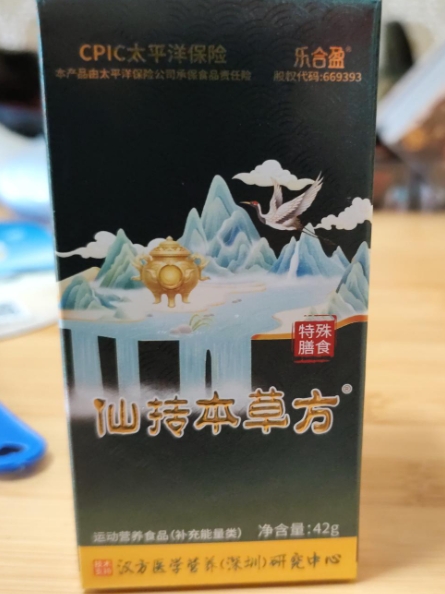 CPIC太平洋保险
本产品由太平洋保险公司承保食品责任险
乐合盈®
股权代码:669393
特殊
膳食
仙技本草方®
运动营养食品(补充能量类)
净含量:42g
汉方医学营养(深圳)研究中心